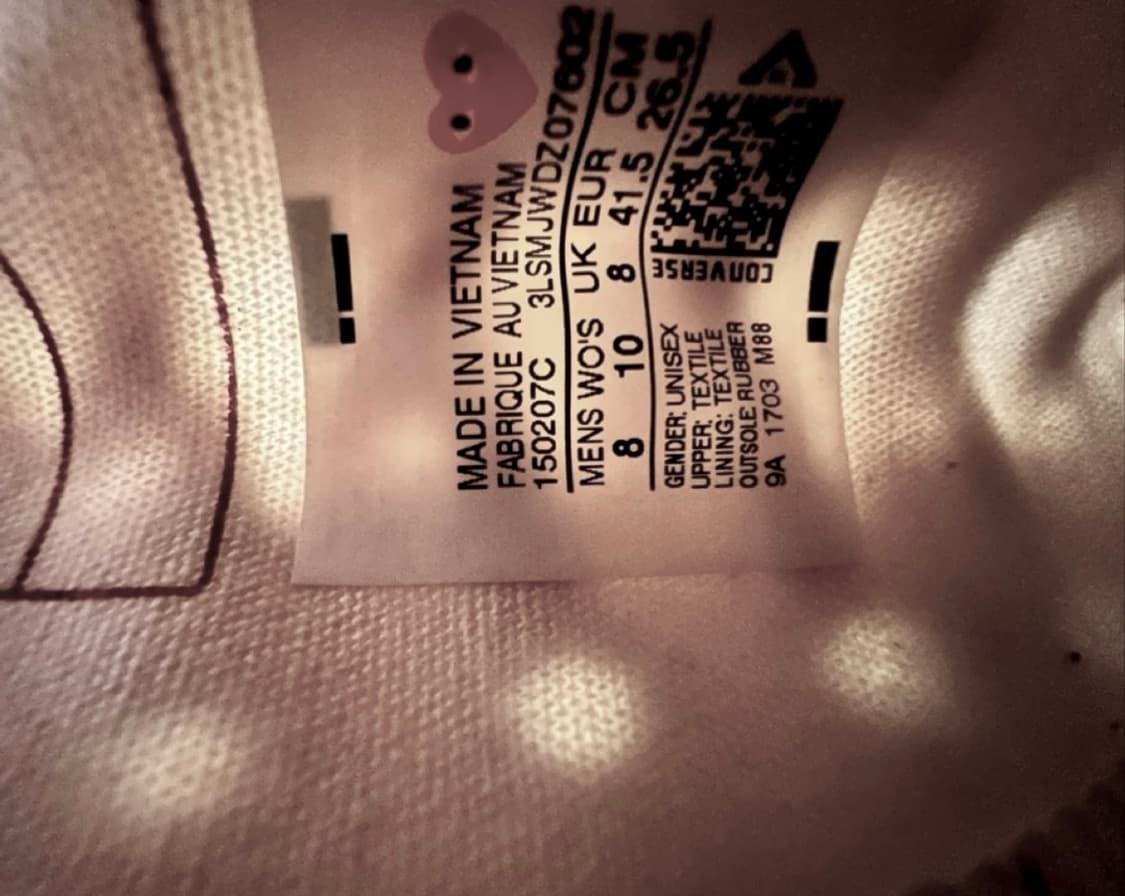 MADE IN VIETNAM
FABRIQUE AU VIETNAM
150207C 3LSMJWDZ07602
MENS WO'S UK EUR CM
8 10 8 41.5 26.5
GENDER: UNISEX
UPPER: TEXTILE
LINING: TEXTILE
OUTSOLE RUBBER
9A 1703 M88
CONVERSE